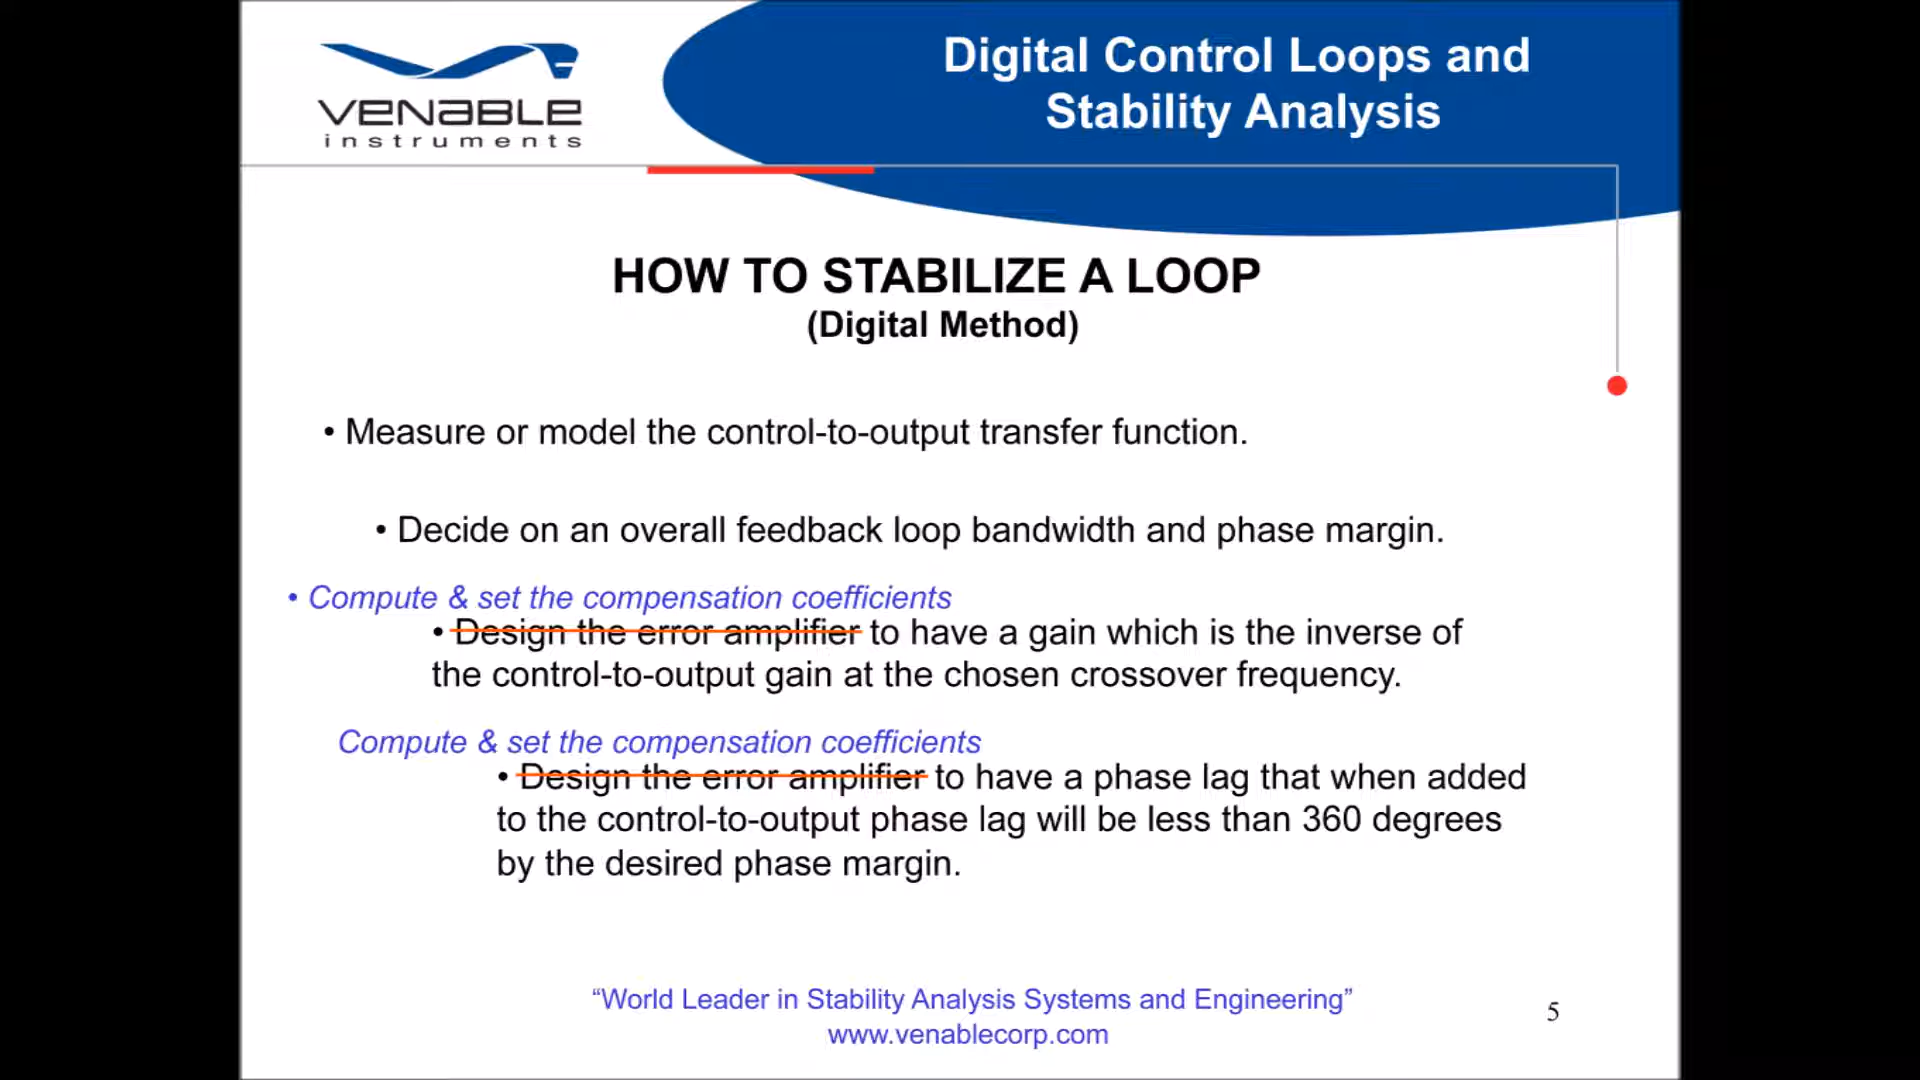 VENABLE
instruments
Digital Control Loops and
Stability Analysis
HOW TO STABILIZE A LOOP
(Digital Method)
• Measure or model the control-to-output transfer function.
• Decide on an overall feedback loop bandwidth and phase margin.
• Compute & set the compensation coefficients
• Design the error amplifier to have a gain which is the inverse of
the control-to-output gain at the chosen crossover frequency.
Compute & set the compensation coefficients
• Design the error amplifier to have a phase lag that when added
to the control-to-output phase lag will be less than 360 degrees
by the desired phase margin.
“World Leader in Stability Analysis Systems and Engineering”
www.venablecorp.com
5